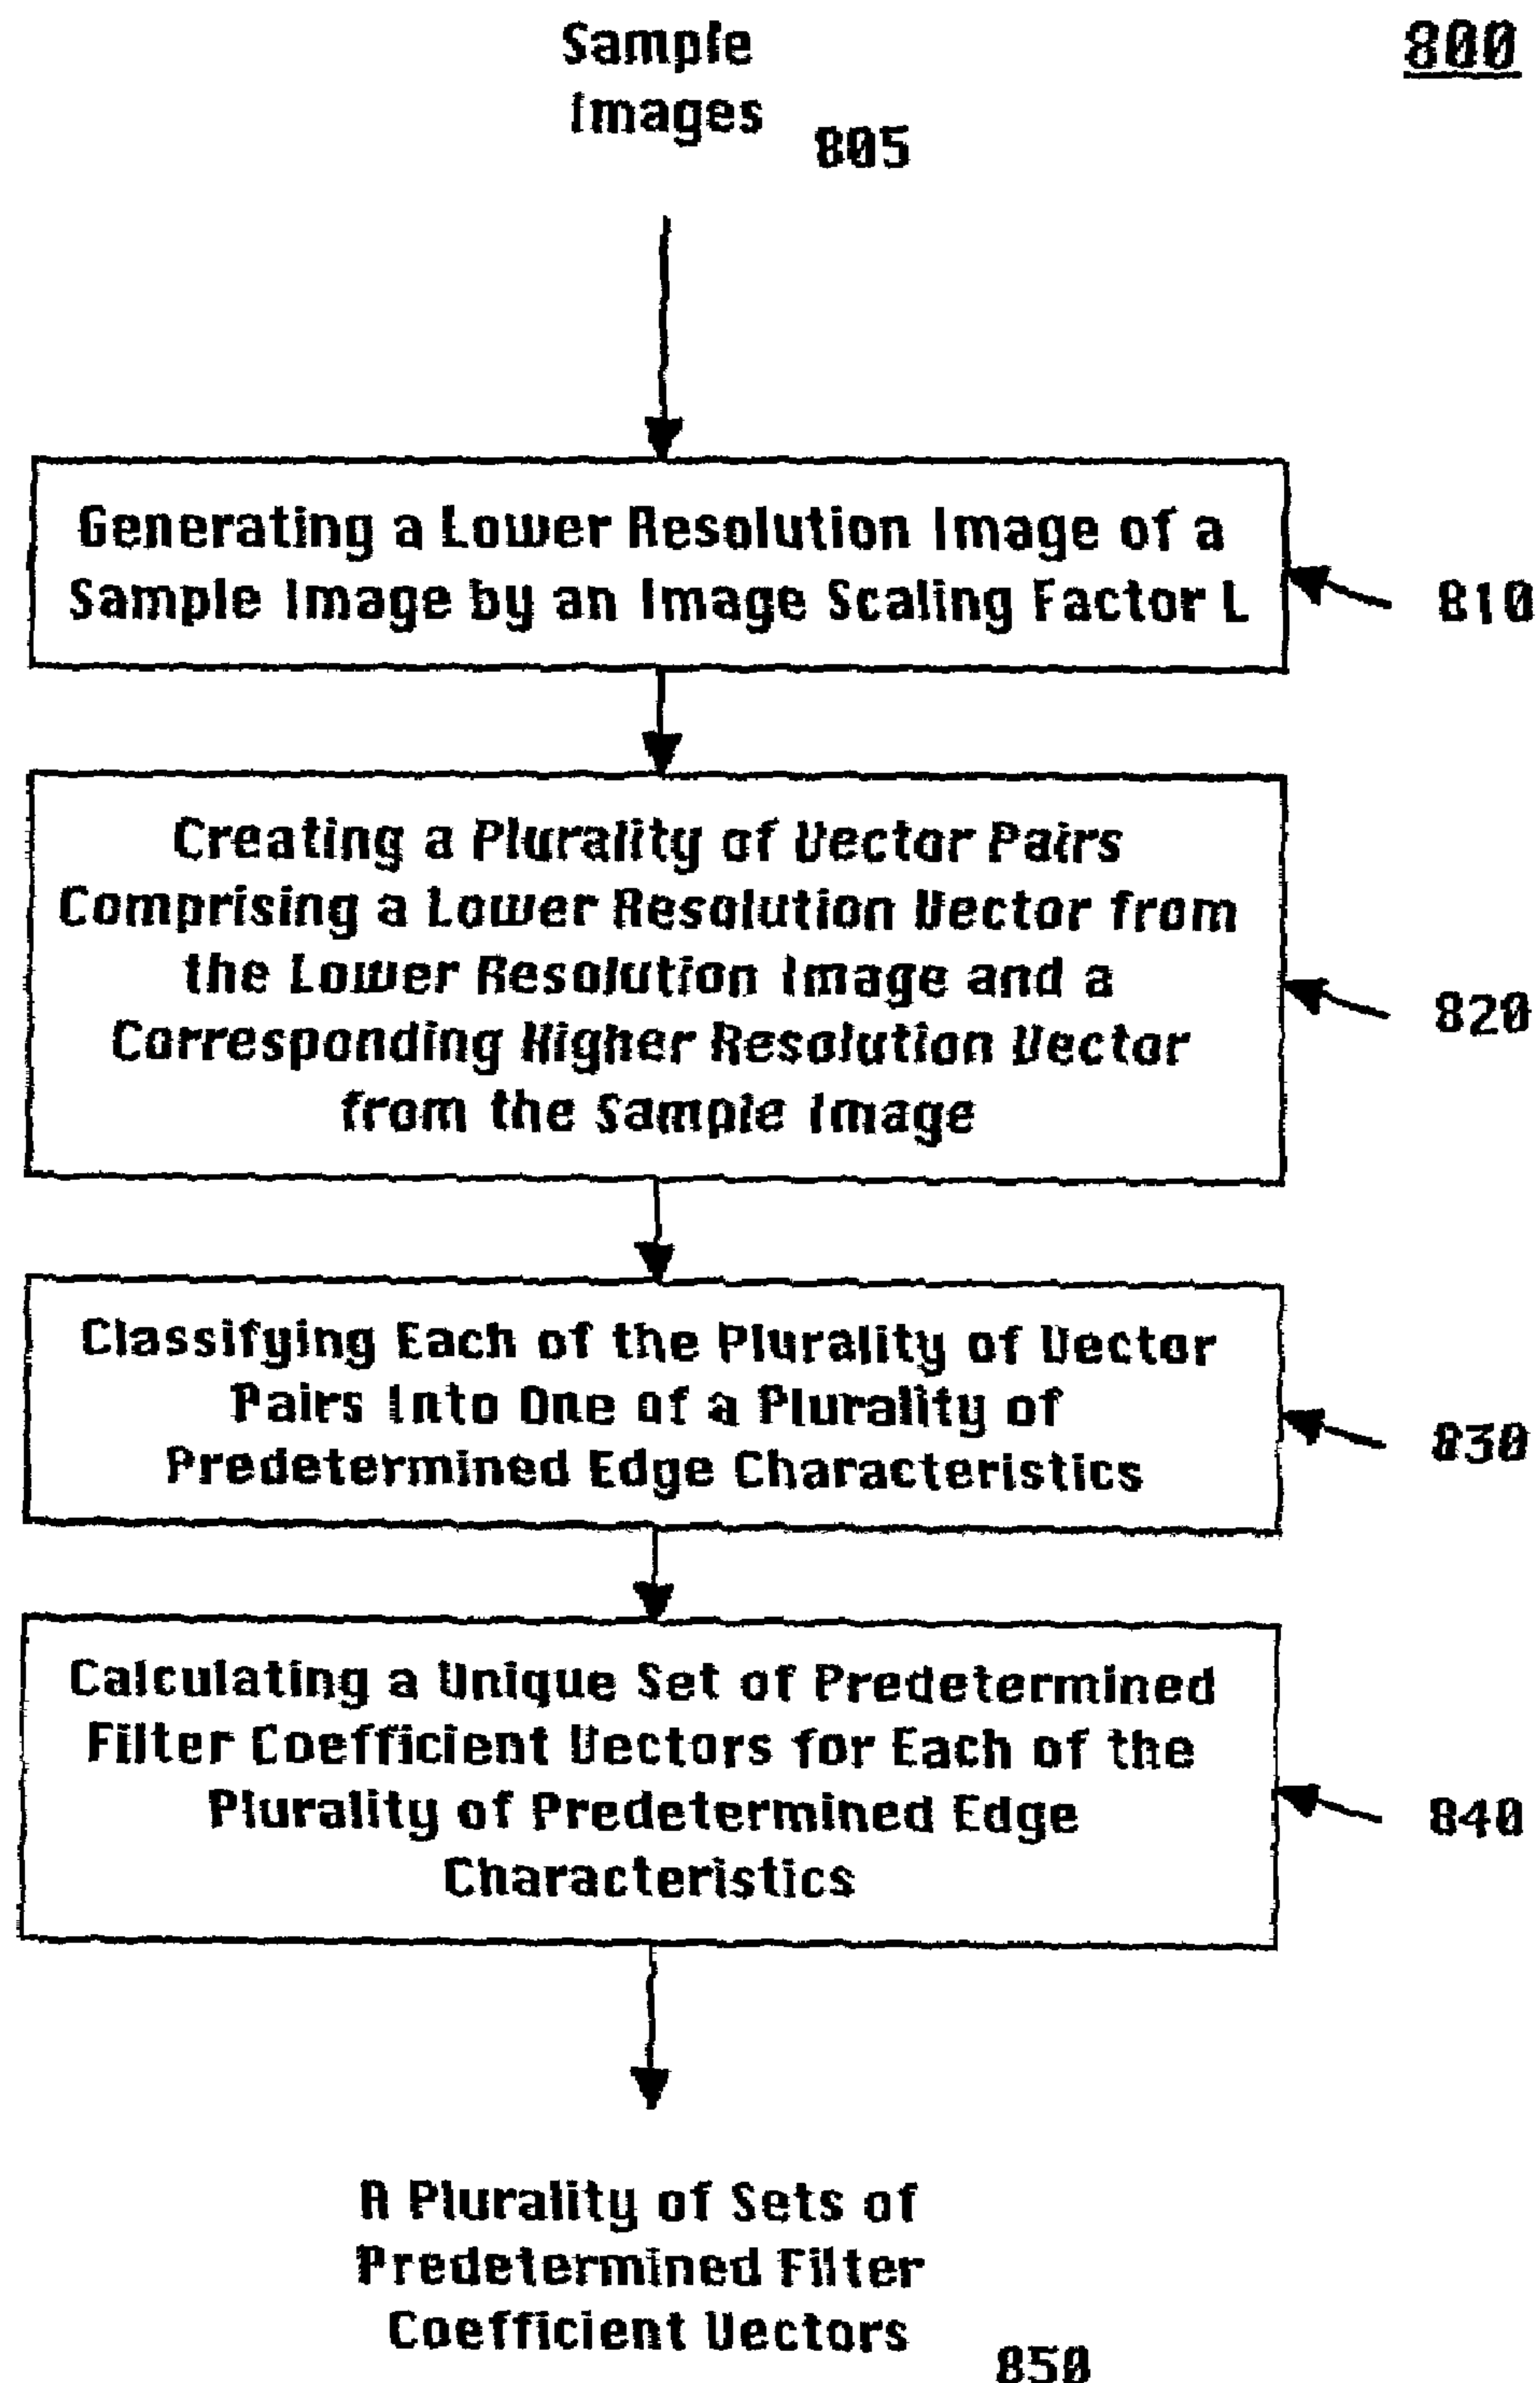 Sample
Images
800
805
Generating a Lower Resolution Image of a
Sample Image by an Image Scaling Factor L
810
Creating a Plurality of Vector Pairs
Comprising a Lower Resolution Vector from
the Lower Resolution Image and a
Corresponding Higher Resolution Vector
from the Sample Image
820
Classifying Each of the Plurality of Vector
Pairs Into One of a Plurality of
Predetermined Edge Characteristics
830
Calculating a Unique Set of Predetermined
Filter Coefficient Vectors for Each of the
Plurality of Predetermined Edge
Characteristics
840
A Plurality of Sets of
Predetermined Filter
Coefficient Vectors
850